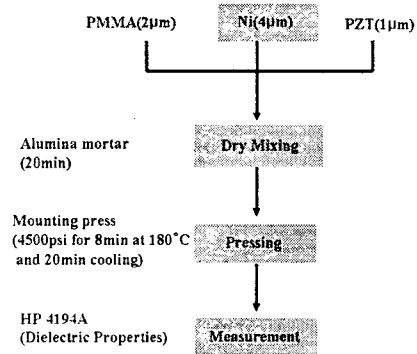 PMMA(2μm) Ni(4μm) PZT(1μm)
Alumina mortar
(20min)
Dry Mixing
Mounting press
(4500psi for 8min at 180˚C
and 20min cooling)
Pressing
HP 4194A
(Dielectric Properties)
Measurement